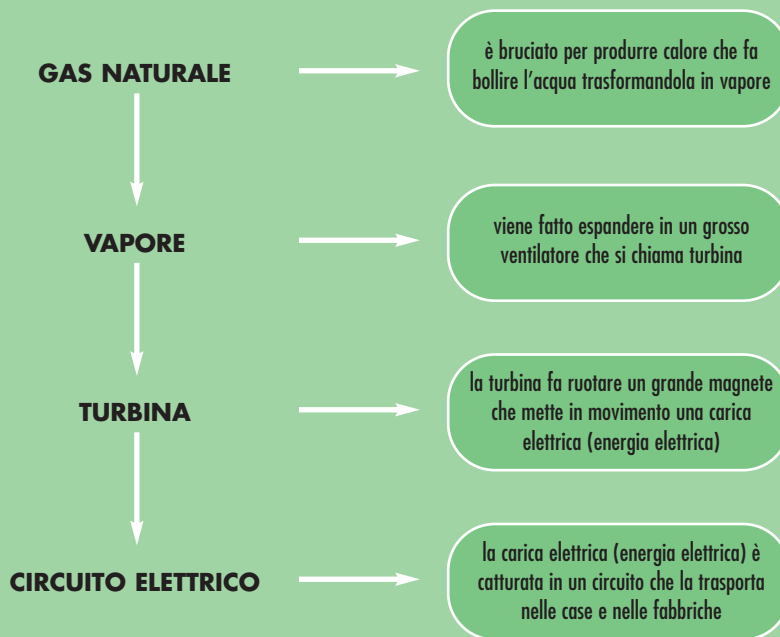 GAS NATURALE
è bruciato per produrre calore che fa
bollire l'acqua trasformandola in vapore
VAPORE
viene fatto espandere in un grosso
ventilatore che si chiama turbina
TURBINA
la turbina fa ruotare un grande magnete
che mette in movimento una carica
elettrica (energia elettrica)
CIRCUITO ELETTRICO
la carica elettrica (energia elettrica) è
catturata in un circuito che la trasporta
nelle case e nelle fabbriche